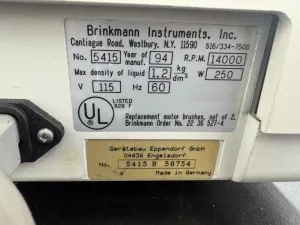 Brinkmann Instruments, Inc.
Cantiague Road, Westbury, N.Y. 11590 516/334-7500
No. 5415 Year of manuf. 94 R.P.M. 14000
Max density of liquid 1.2 kg dm³ W 250
V 115 Hz 60
UL LISTED 829 F
Replacement motor brushes, set of 2.
Brinkmann Order No. 22 36 527-4
Gerätebau Eppendorf GmbH
04436 Engelsdorf
No. 5415 B 58754
Made in Germany